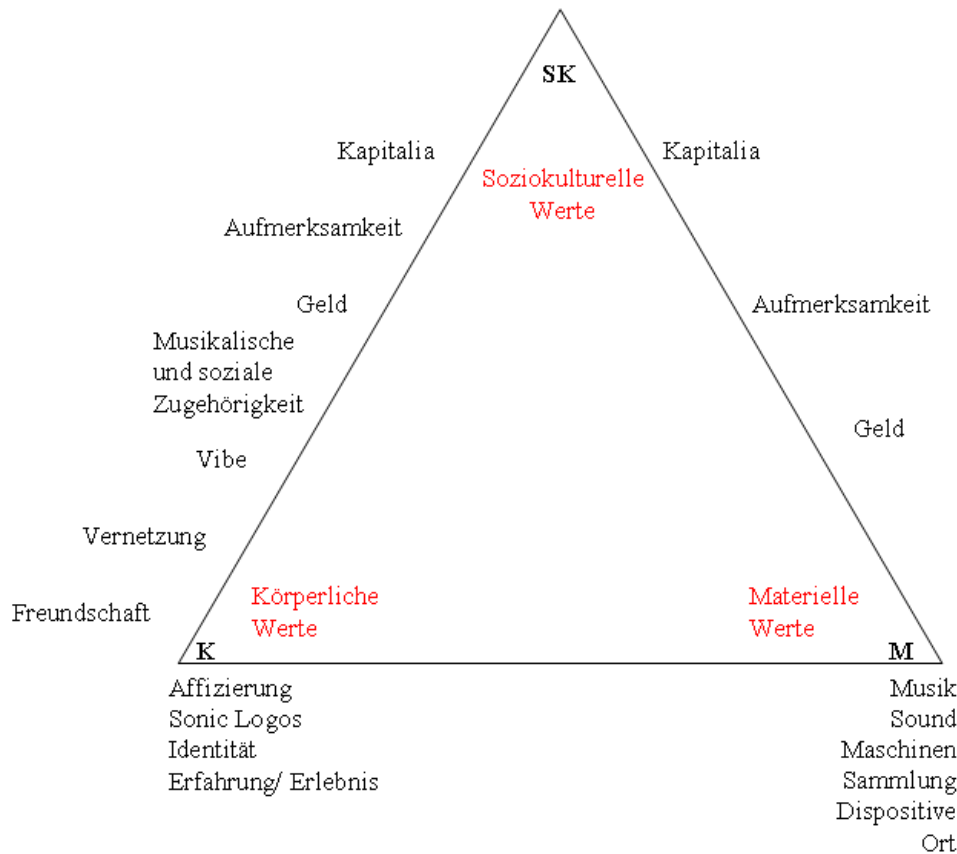 SK
Kapitalia
Kapitalia
Soziokulturelle
Werte
Aufmerksamkeit
Geld
Aufmerksamkeit
Musikalische
und soziale
Zugehörigkeit
Geld
Vibe
Vernetzung
Freundschaft
Körperliche
Werte
Materielle
Werte
K
M
Affizierung
Sonic Logos
Identität
Erfahrung/ Erlebnis
Musik
Sound
Maschinen
Sammlung
Dispositive
Ort